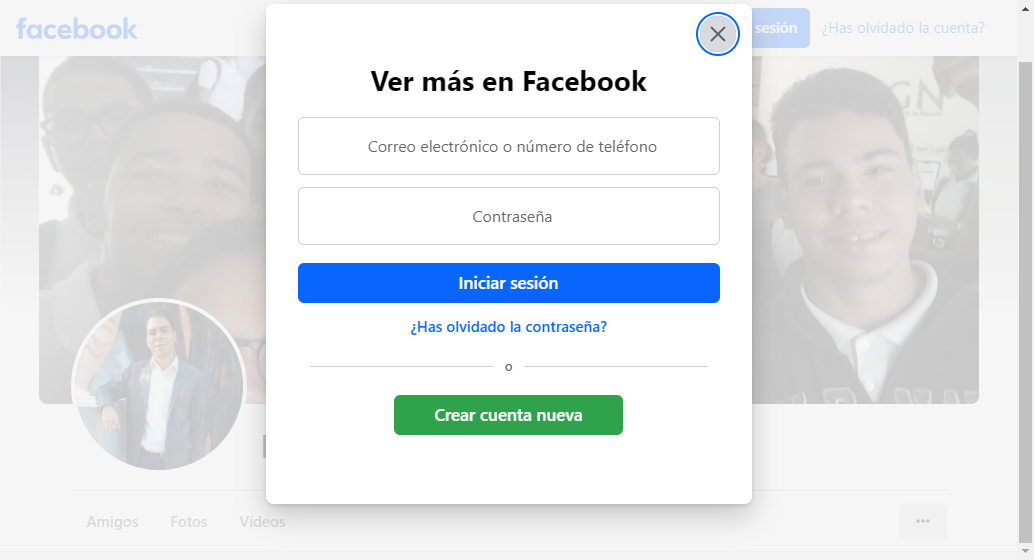 facebook
sesión
¿Has olvidado la cuenta?
Ver más en Facebook
Correo electrónico o número de teléfono
Contraseña
Iniciar sesión
¿Has olvidado la contraseña?
o
Crear cuenta nueva
Amigos
Fotos
Vídeos